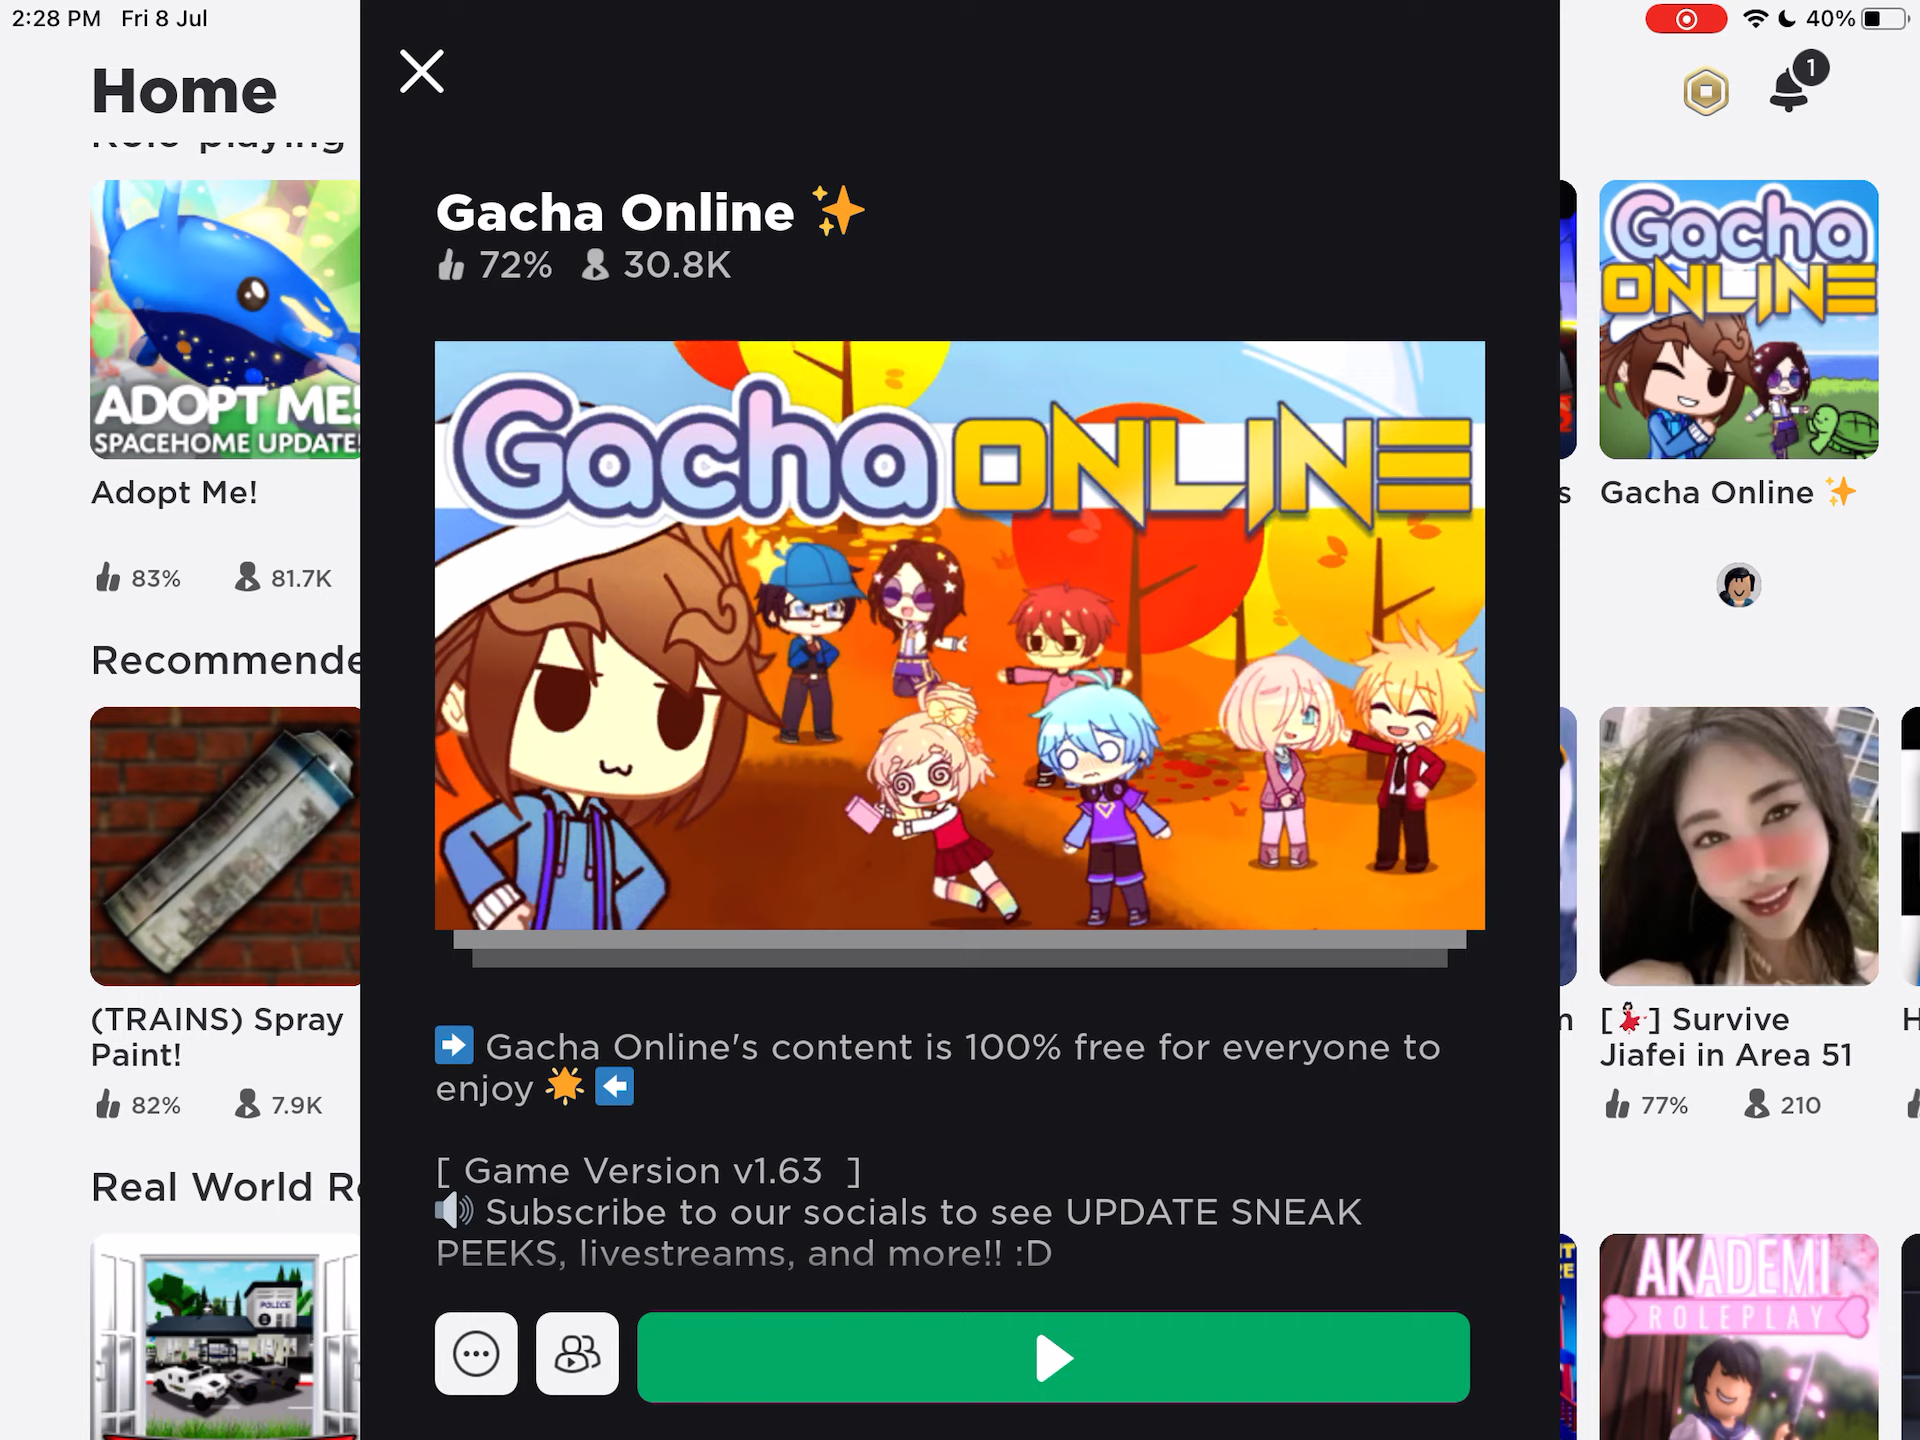 2:28 PM Fri 8 Jul
40%
Home
1
Role-playing
Gacha Online ✨
72% 30.8K
ADOPT ME!
SPACEHOME UPDATE!
Adopt Me!
83% 81.7K
Gacha ONLINE
Gacha
ONLINE
s
Gacha Online ✨
Recommende
(TRAINS) Spray
Paint!
82% 7.9K
➡️ Gacha Online's content is 100% free for everyone to
enjoy 🌟 ⬅️
[ Game Version v1.63 ]
🔊 Subscribe to our socials to see UPDATE SNEAK
PEEKS, livestreams, and more!! :D
[💃] Survive
Jiafei in Area 51
77% 210
H
Real World R
POLICE
AKADEMI
ROLEPLAY